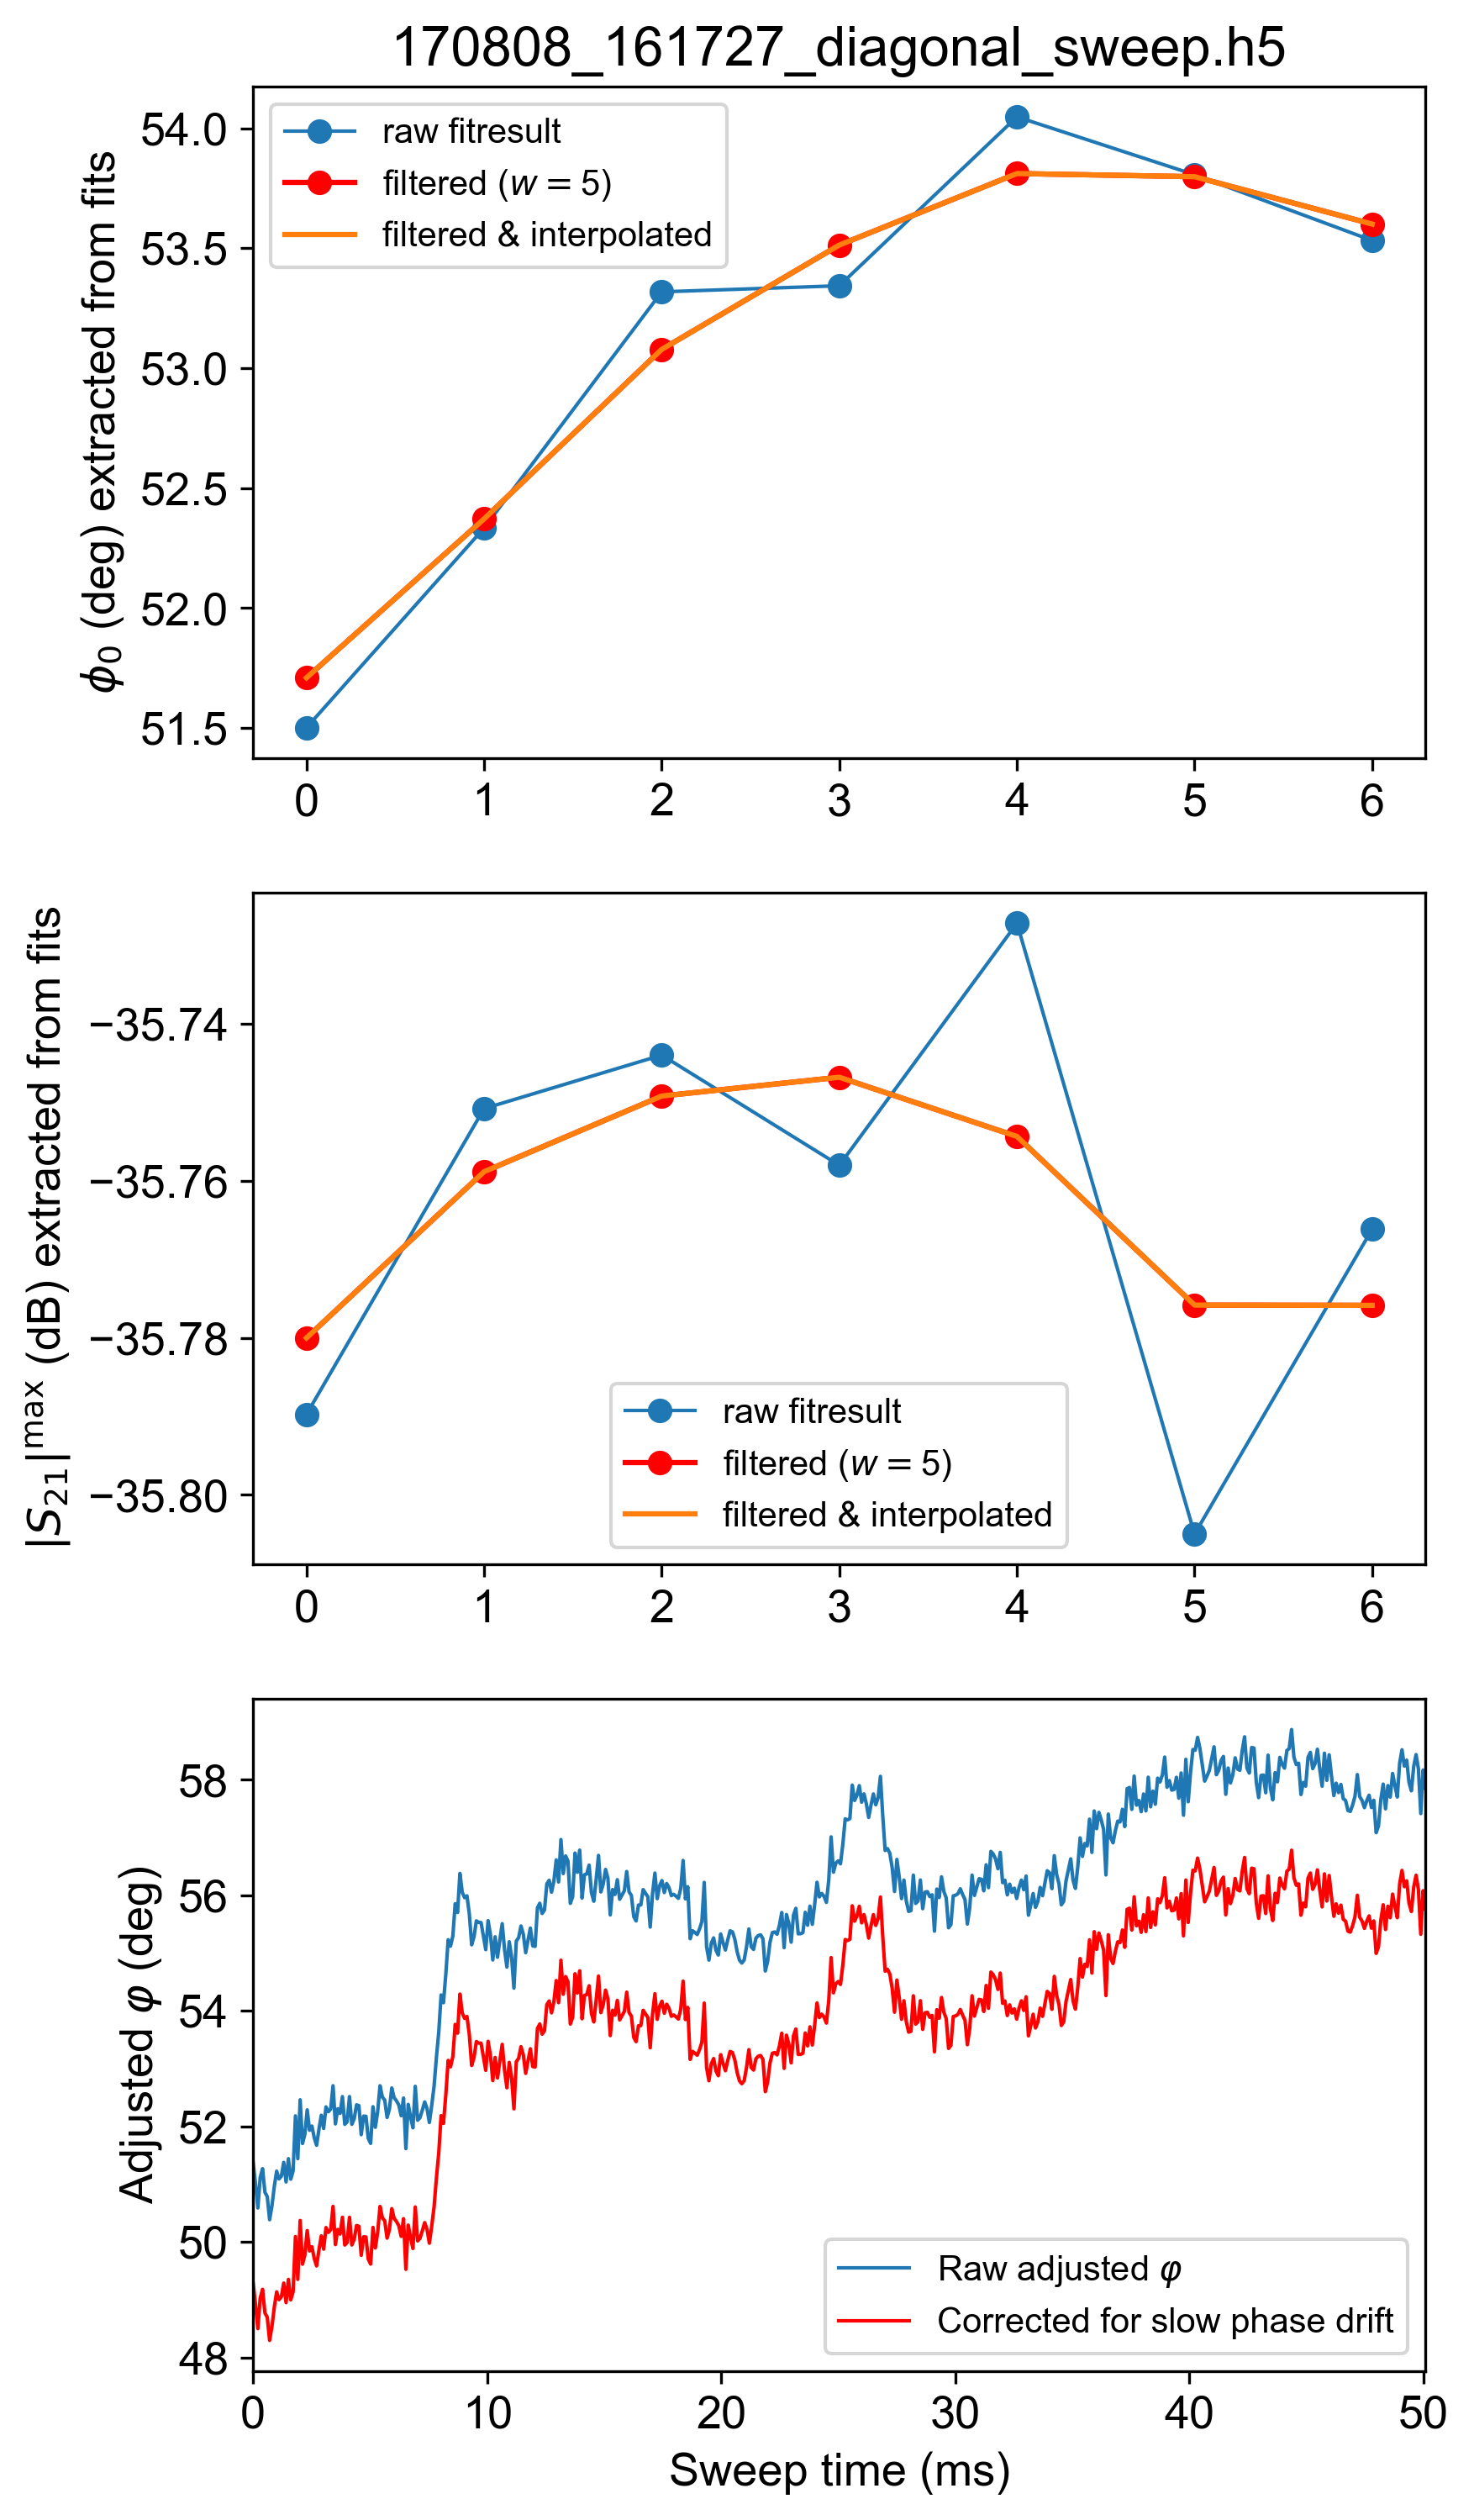 170808_161727_diagonal_sweep.h5
54.0
53.5
53.0
52.5
52.0
51.5
ϕ₀ (deg) extracted from fits
raw fitresult
filtered (w = 5)
filtered & interpolated
0 1 2 3 4 5 6
−35.74
−35.76
−35.78
−35.80
|S₂₁|ᵐᵃˣ (dB) extracted from fits
raw fitresult
filtered (w = 5)
filtered & interpolated
0 1 2 3 4 5 6
58
56
54
52
50
48
Adjusted φ (deg)
Raw adjusted φ
Corrected for slow phase drift
0 10 20 30 40 50
Sweep time (ms)